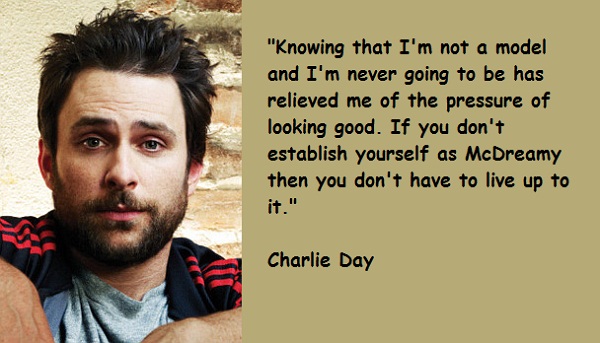 "Knowing that I'm not a model
and I'm never going to be has
relieved me of the pressure of
looking good. If you don't
establish yourself as McDreamy
then you don't have to live up to
it."
Charlie Day